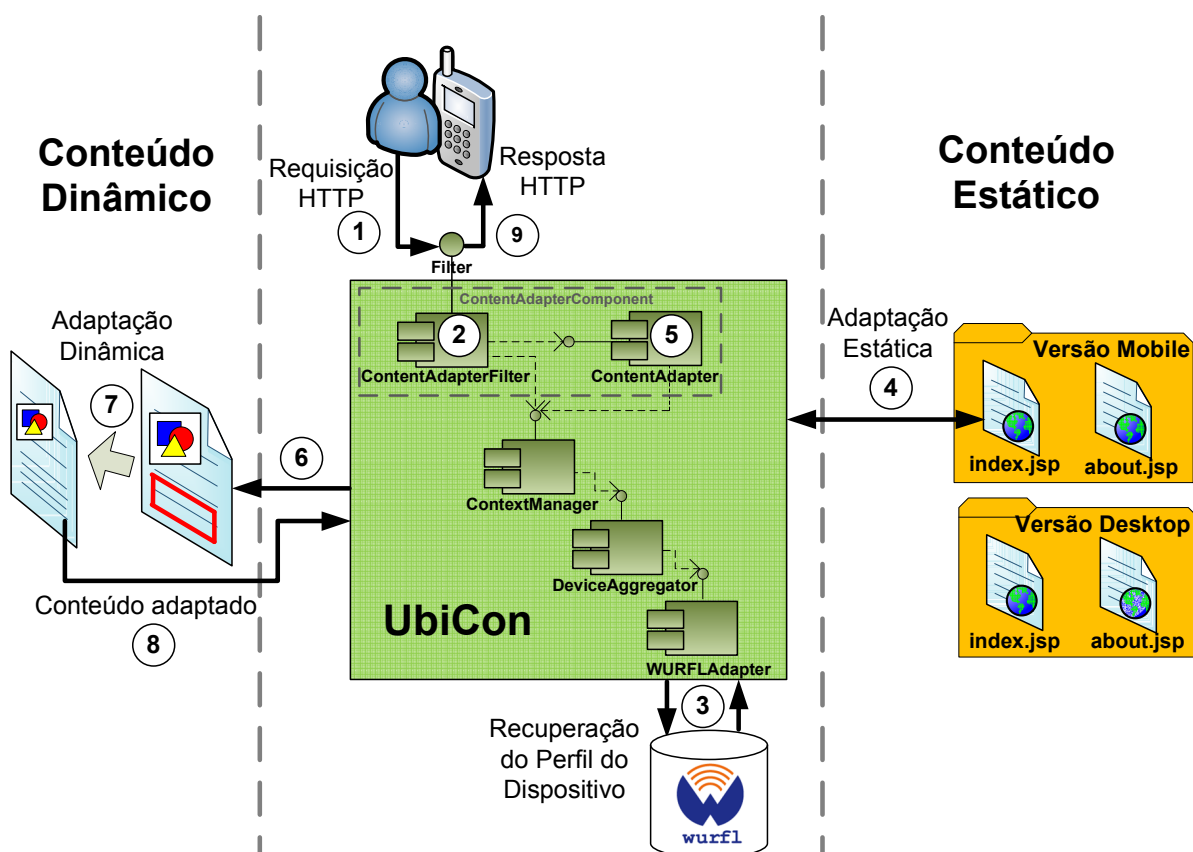 Conteúdo
Dinâmico
Requisição
HTTP
1
Resposta
HTTP
9
Filter
Conteúdo
Estático
ContentAdapterComponent
2
ContentAdapterFilter
5
ContentAdapter
Adaptação
Dinâmica
7
6
Conteúdo adaptado
8
ContextManager
DeviceAggregator
UbiCon
WURFLAdapter
3
Recuperação
do Perfil do
Dispositivo
wurfl
Adaptação
Estática
4
Versão Mobile
index.jsp
about.jsp
Versão Desktop
index.jsp
about.jsp